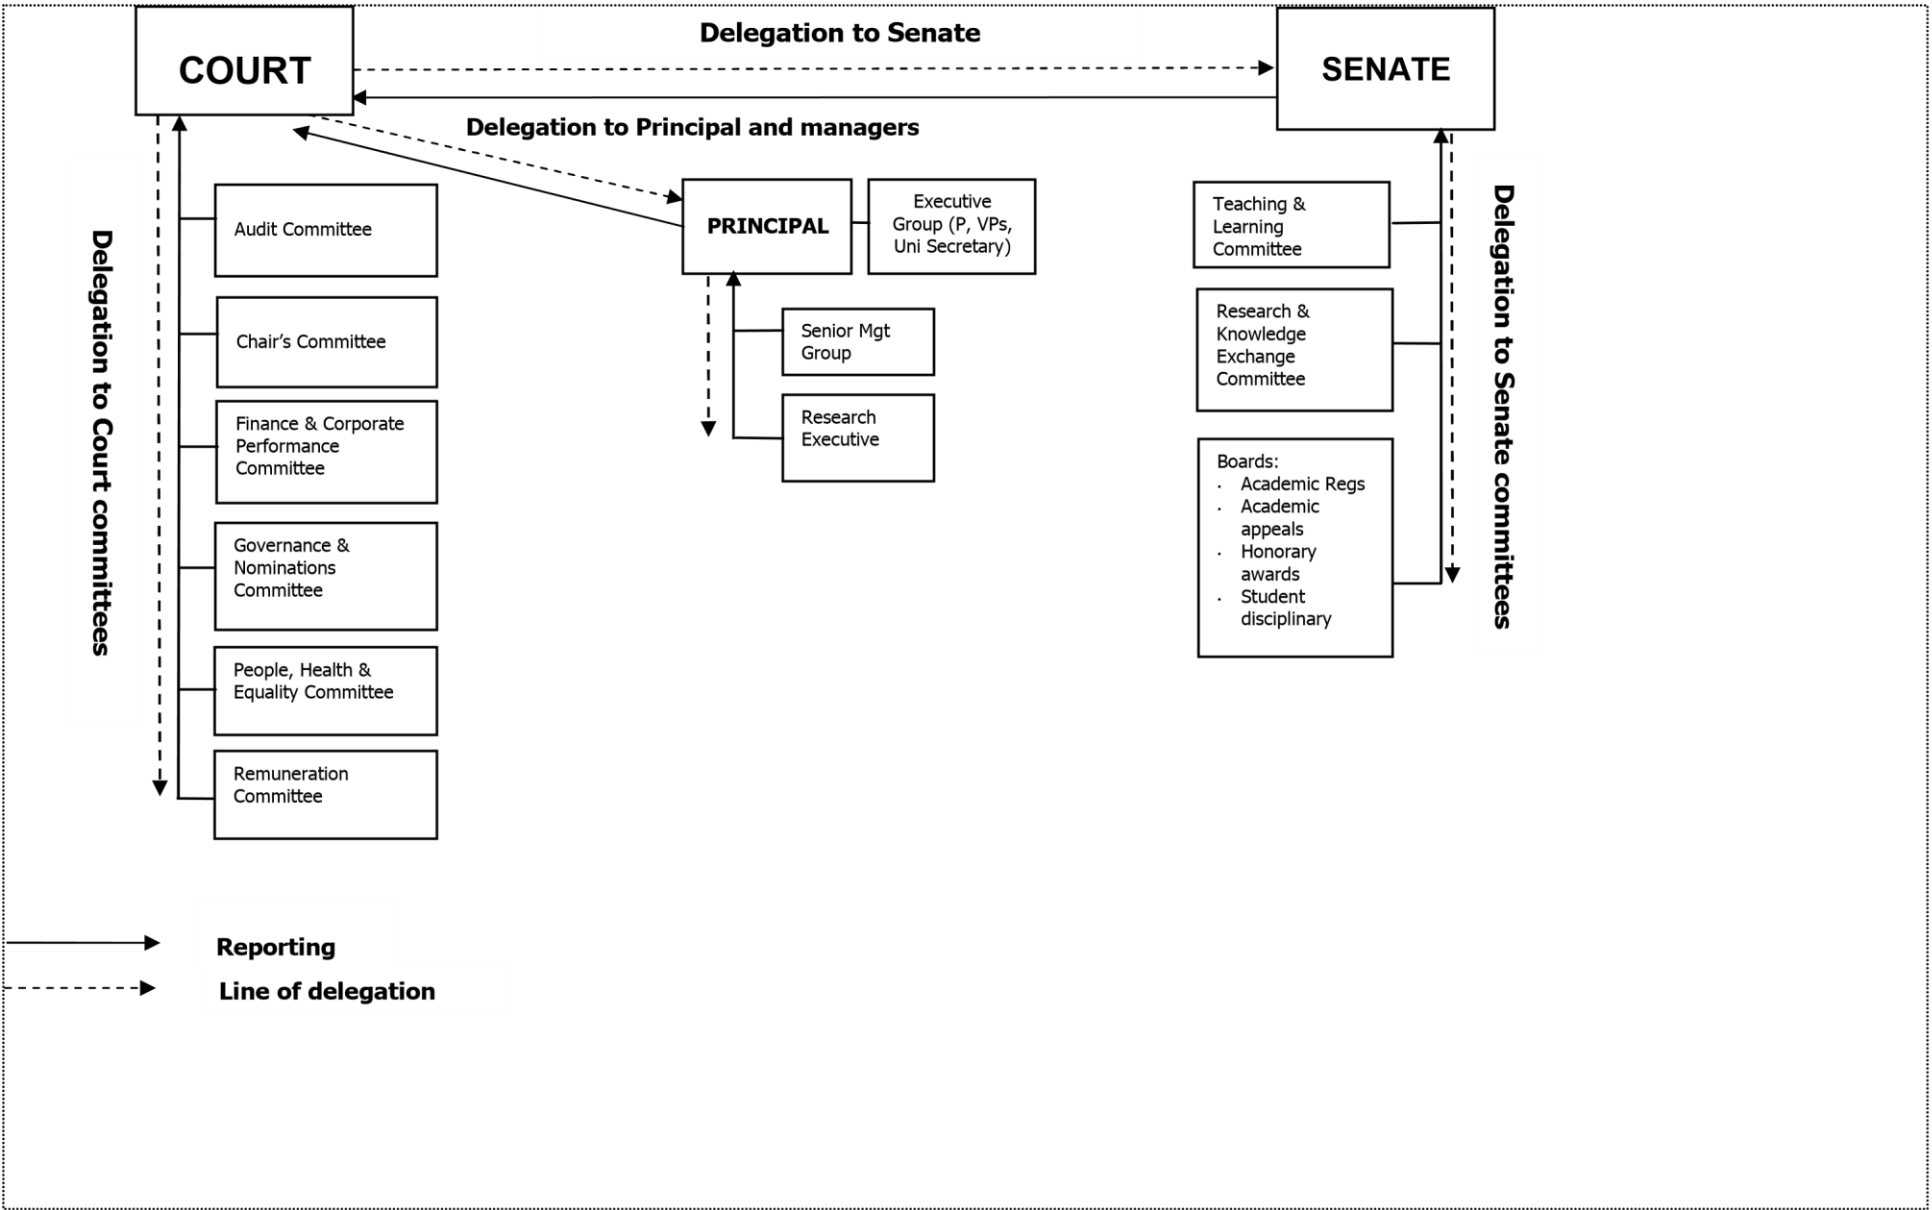 Delegation to Senate
COURT
SENATE
Delegation to Principal and managers
Delegation to Court committees
Audit Committee
Chair’s Committee
Finance & Corporate
Performance
Committee
Governance &
Nominations
Committee
People, Health &
Equality Committee
Remuneration
Committee
PRINCIPAL
Executive
Group (P, VPs,
Uni Secretary)
Senior Mgt
Group
Research
Executive
Teaching &
Learning
Committee
Research &
Knowledge
Exchange
Committee
Boards:
· Academic Regs
· Academic
appeals
· Honorary
awards
· Student
disciplinary
Delegation to Senate committees
Reporting
Line of delegation